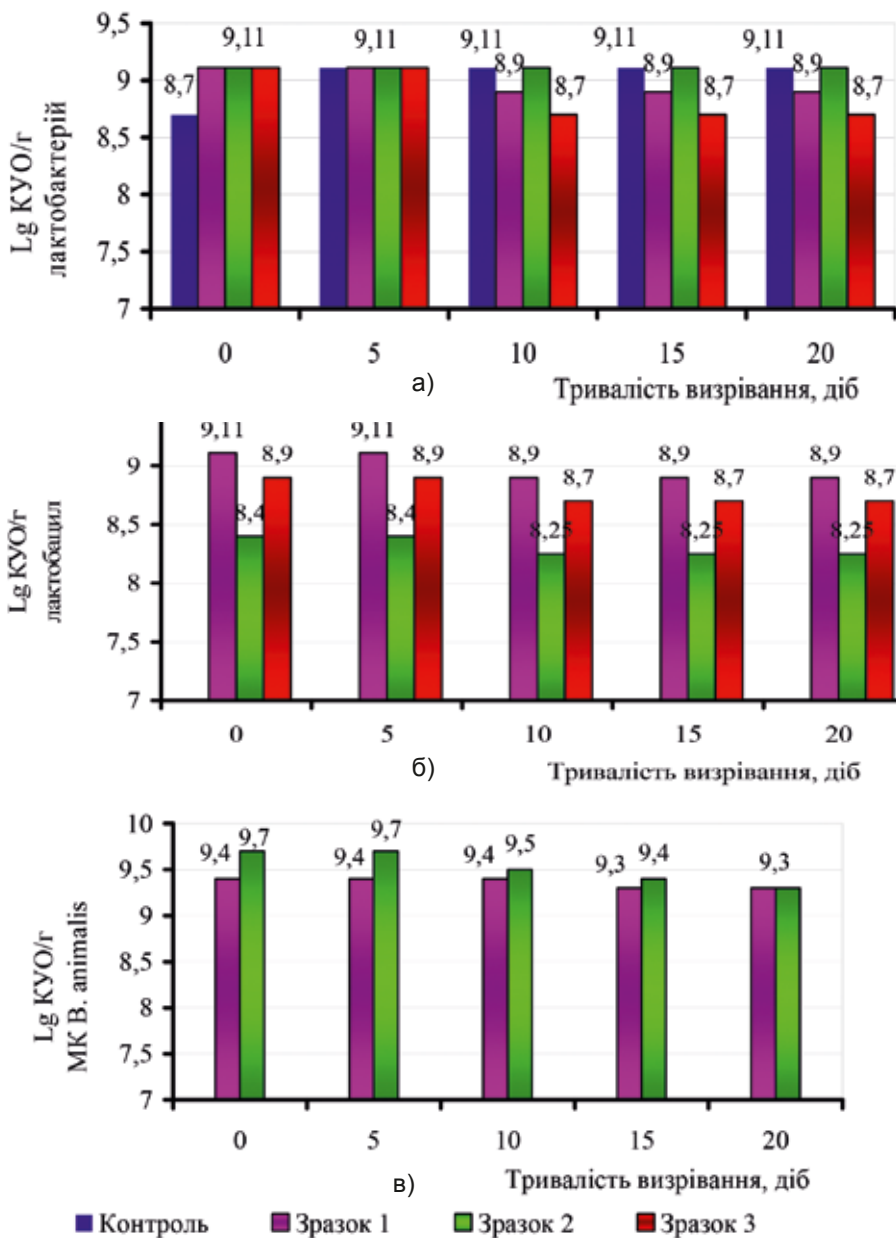 9,5
9,11 9,11 9,11 9,11 9,11
8,7 8,9 8,7 8,9 8,7 8,9 8,7
9
8,5
8
7,5
7
Lg КУО/г
лактобактерій
0 5 10 15 20
а) Тривалість визрівання, діб
9,11 9,11
8,9 8,9 8,9 8,7 8,9 8,7 8,9 8,7
9
8,4 8,4 8,25 8,25 8,25
8,5
8
7,5
7
Lg КУО/г
лактобацил
0 5 10 15 20
б) Тривалість визрівання, діб
10
9,4 9,7 9,4 9,7 9,4 9,5 9,3 9,4 9,3
9,5
9
8,5
8
7,5
7
Lg КУО/г
МК B. animalis
0 5 10 15 20
в) Тривалість визрівання, діб
Контроль Зразок 1 Зразок 2 Зразок 3